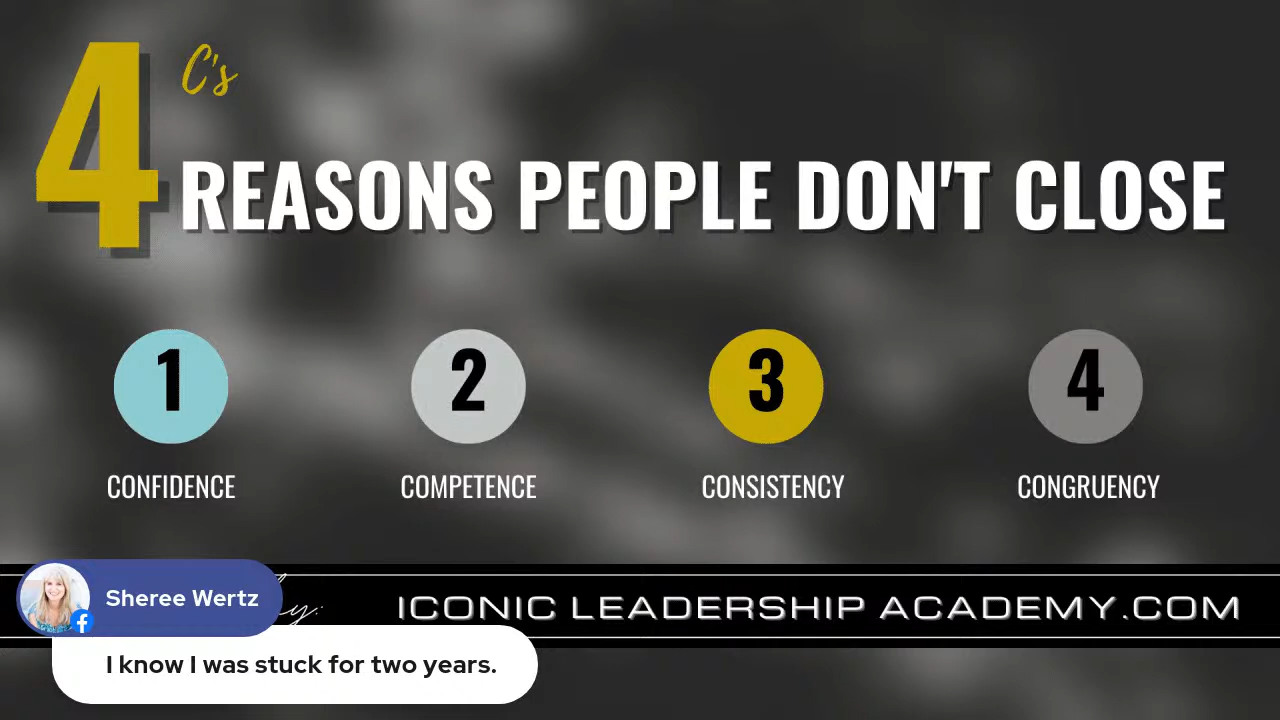 4 C's
REASONS PEOPLE DON'T CLOSE
1
2
3
4
CONFIDENCE
COMPETENCE
CONSISTENCY
CONGRUENCY
ICONIC LEADERSHIP ACADEMY.COM
Sheree Wertz
I know I was stuck for two years.